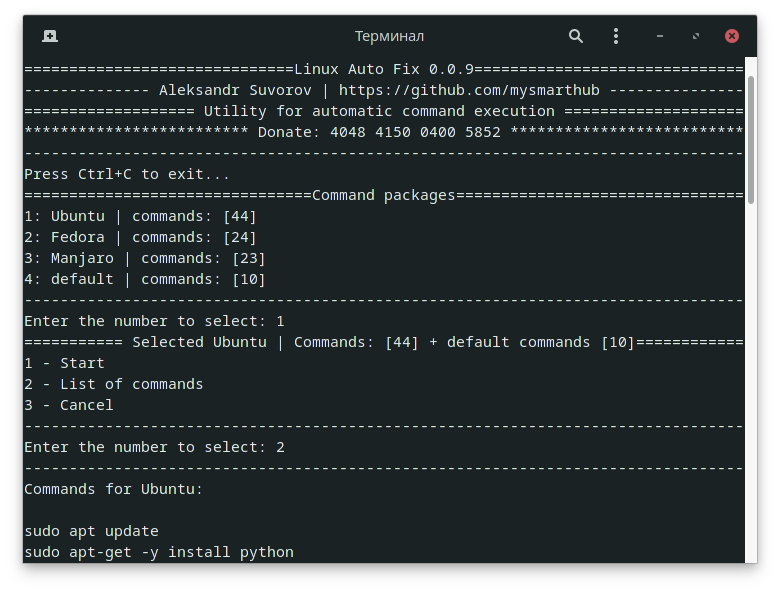 Терминал
==============================Linux Auto Fix 0.0.9==============================
-------------- Aleksandr Suvorov | https://github.com/mysmarthub ---------------
=================== Utility for automatic command execution ====================
************************* Donate: 4048 4150 0400 5852 **************************
--------------------------------------------------------------------------------
Press Ctrl+C to exit...
================================Command packages================================
1: Ubuntu | commands: [44]
2: Fedora | commands: [24]
3: Manjaro | commands: [23]
4: default | commands: [10]
--------------------------------------------------------------------------------
Enter the number to select: 1
=========== Selected Ubuntu | Commands: [44] + default commands [10]============
1 - Start
2 - List of commands
3 - Cancel
--------------------------------------------------------------------------------
Enter the number to select: 2
--------------------------------------------------------------------------------
Commands for Ubuntu:
sudo apt update
sudo apt-get -y install python